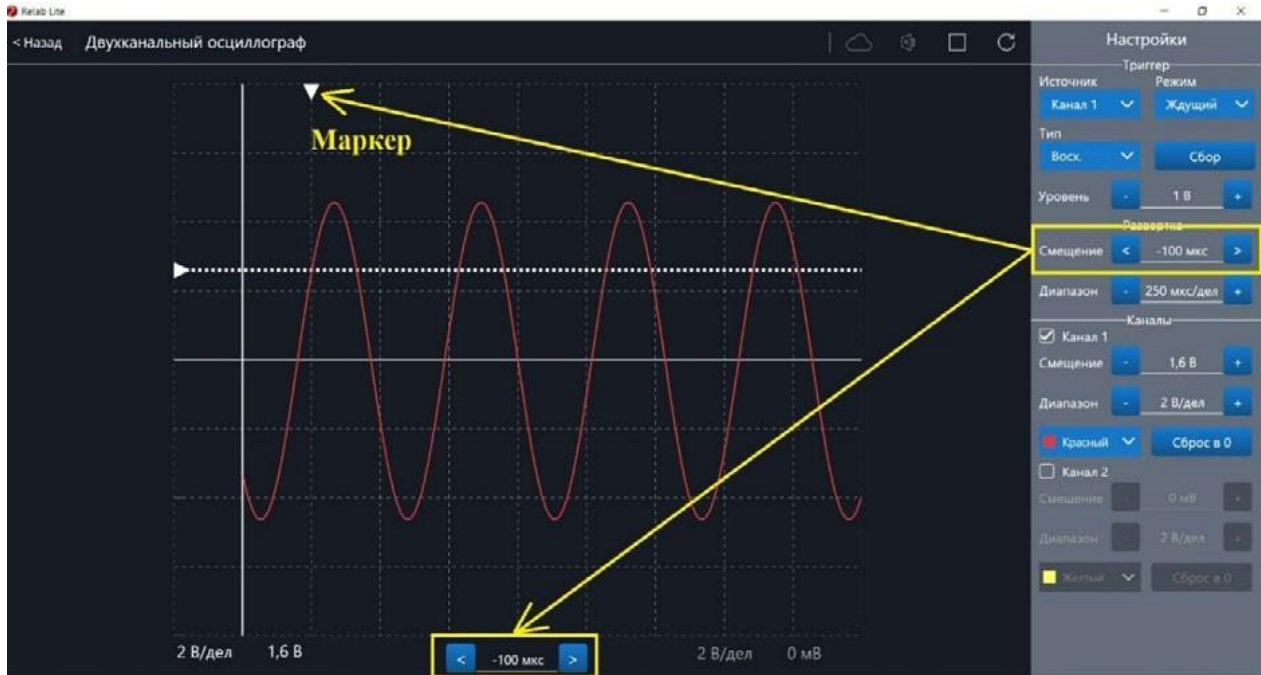 Relab Lite
< Назад Двухканальный осциллограф
Настройки
Триггер
Источник Режим
Канал 1 Ждущий
Тип
Восх. Сбор
Уровень - 1 В +
Развертка
Смещение < -100 мкс >
Диапазон - 250 мкс/дел +
Каналы
Канал 1
Смещение - 1,6 В +
Диапазон - 2 В/дел +
Красный Сброс в 0
Канал 2
Смещение - 0 мВ +
Диапазон - 2 В/дел +
Желтый Сброс в 0
Маркер
2 В/дел 1,6 В < -100 мкс > 2 В/дел 0 мВ